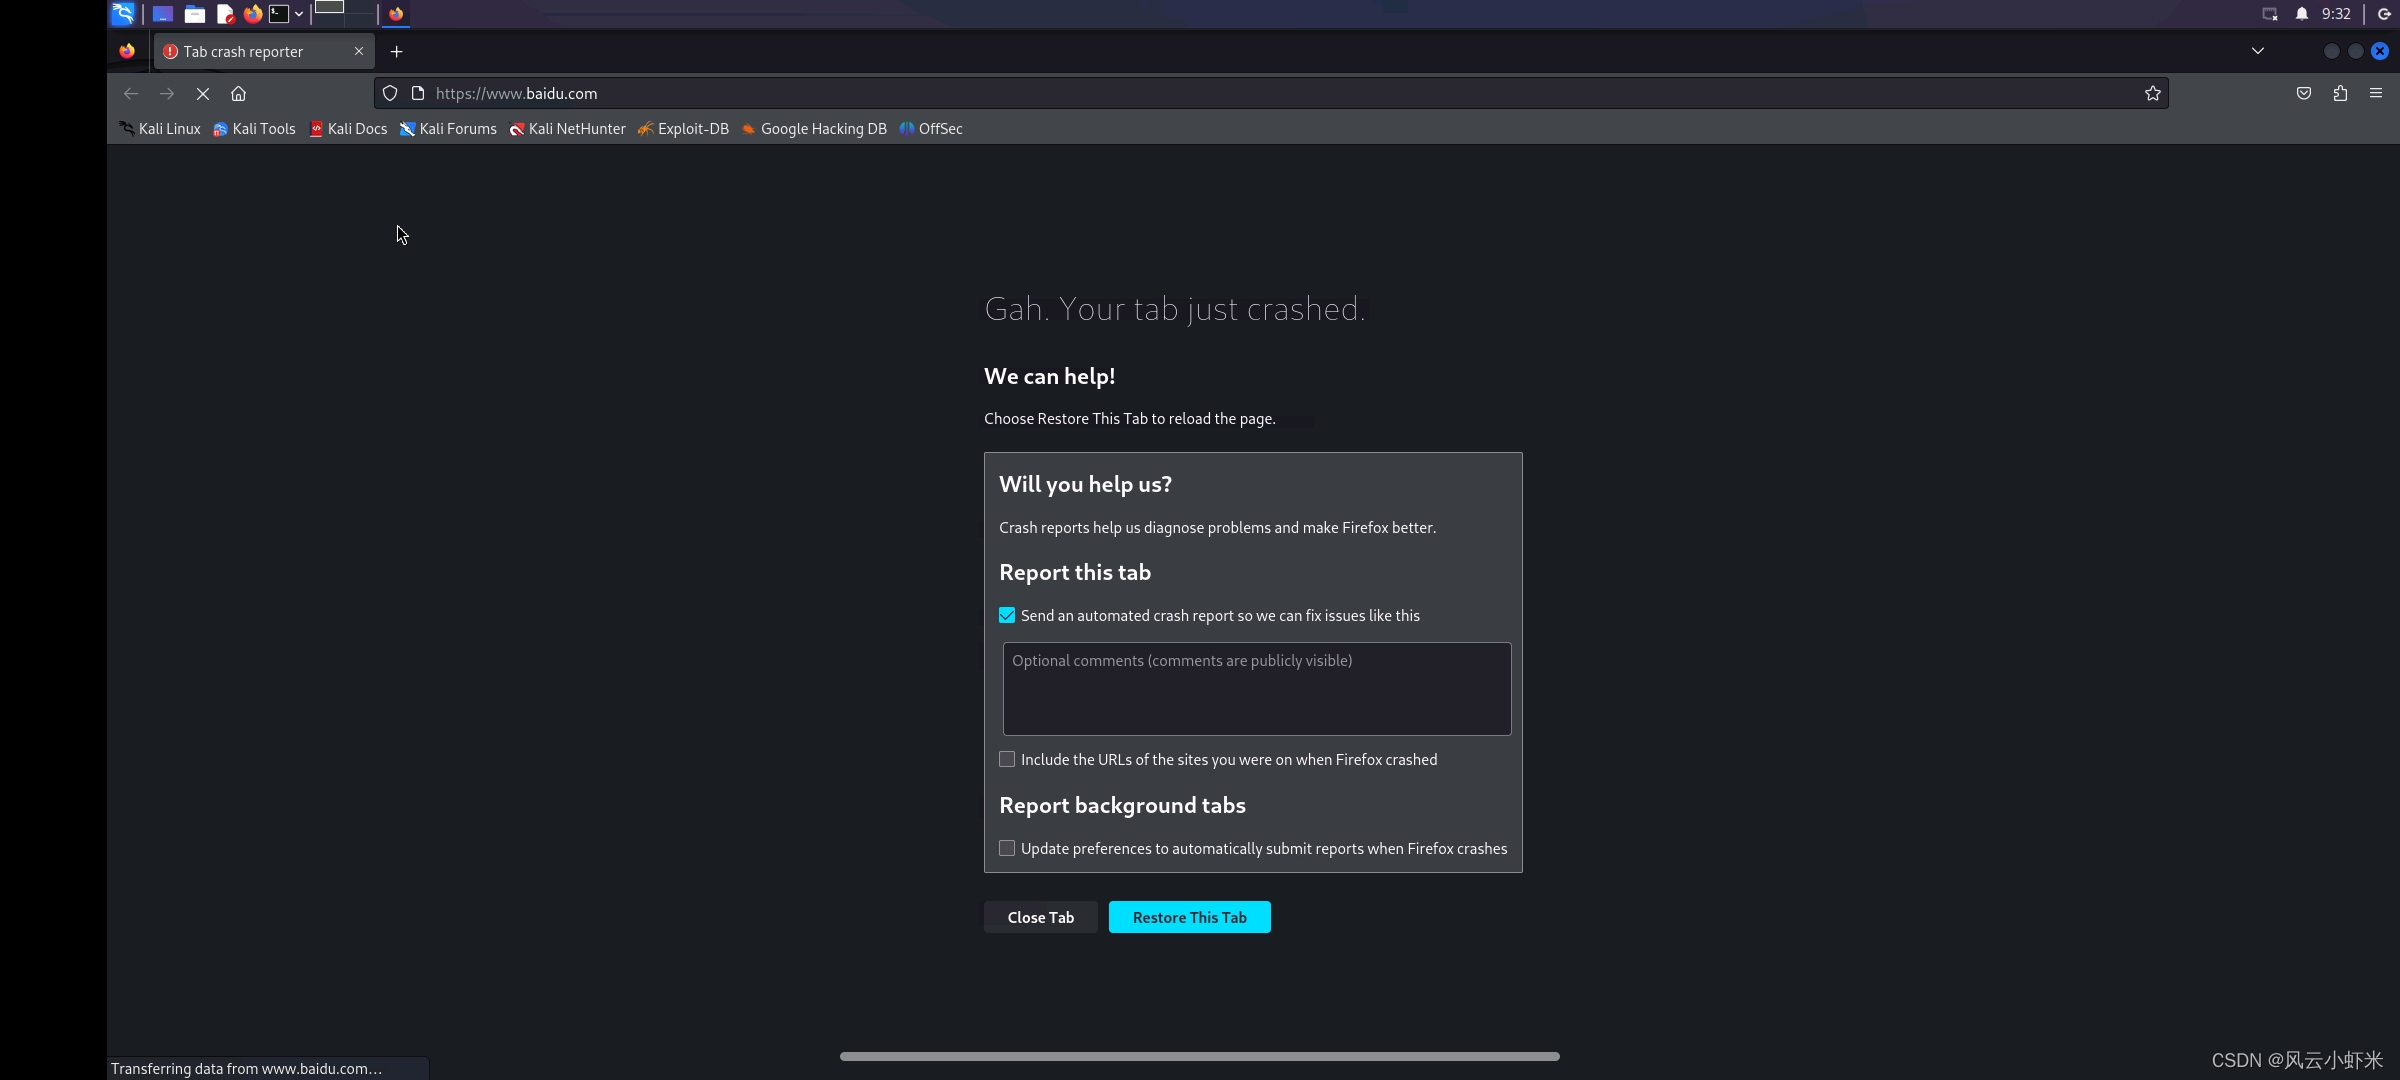 9:32
Tab crash reporter
https://www.baidu.com
Kali Linux Kali Tools Kali Docs Kali Forums Kali NetHunter Exploit-DB Google Hacking DB OffSec
Gah. Your tab just crashed.
We can help!
Choose Restore This Tab to reload the page.
Will you help us?
Crash reports help us diagnose problems and make Firefox better.
Report this tab
Send an automated crash report so we can fix issues like this
Optional comments (comments are publicly visible)
Include the URLs of the sites you were on when Firefox crashed
Report background tabs
Update preferences to automatically submit reports when Firefox crashes
Close Tab Restore This Tab
Transferring data from www.baidu.com…
CSDN @风云小虾米